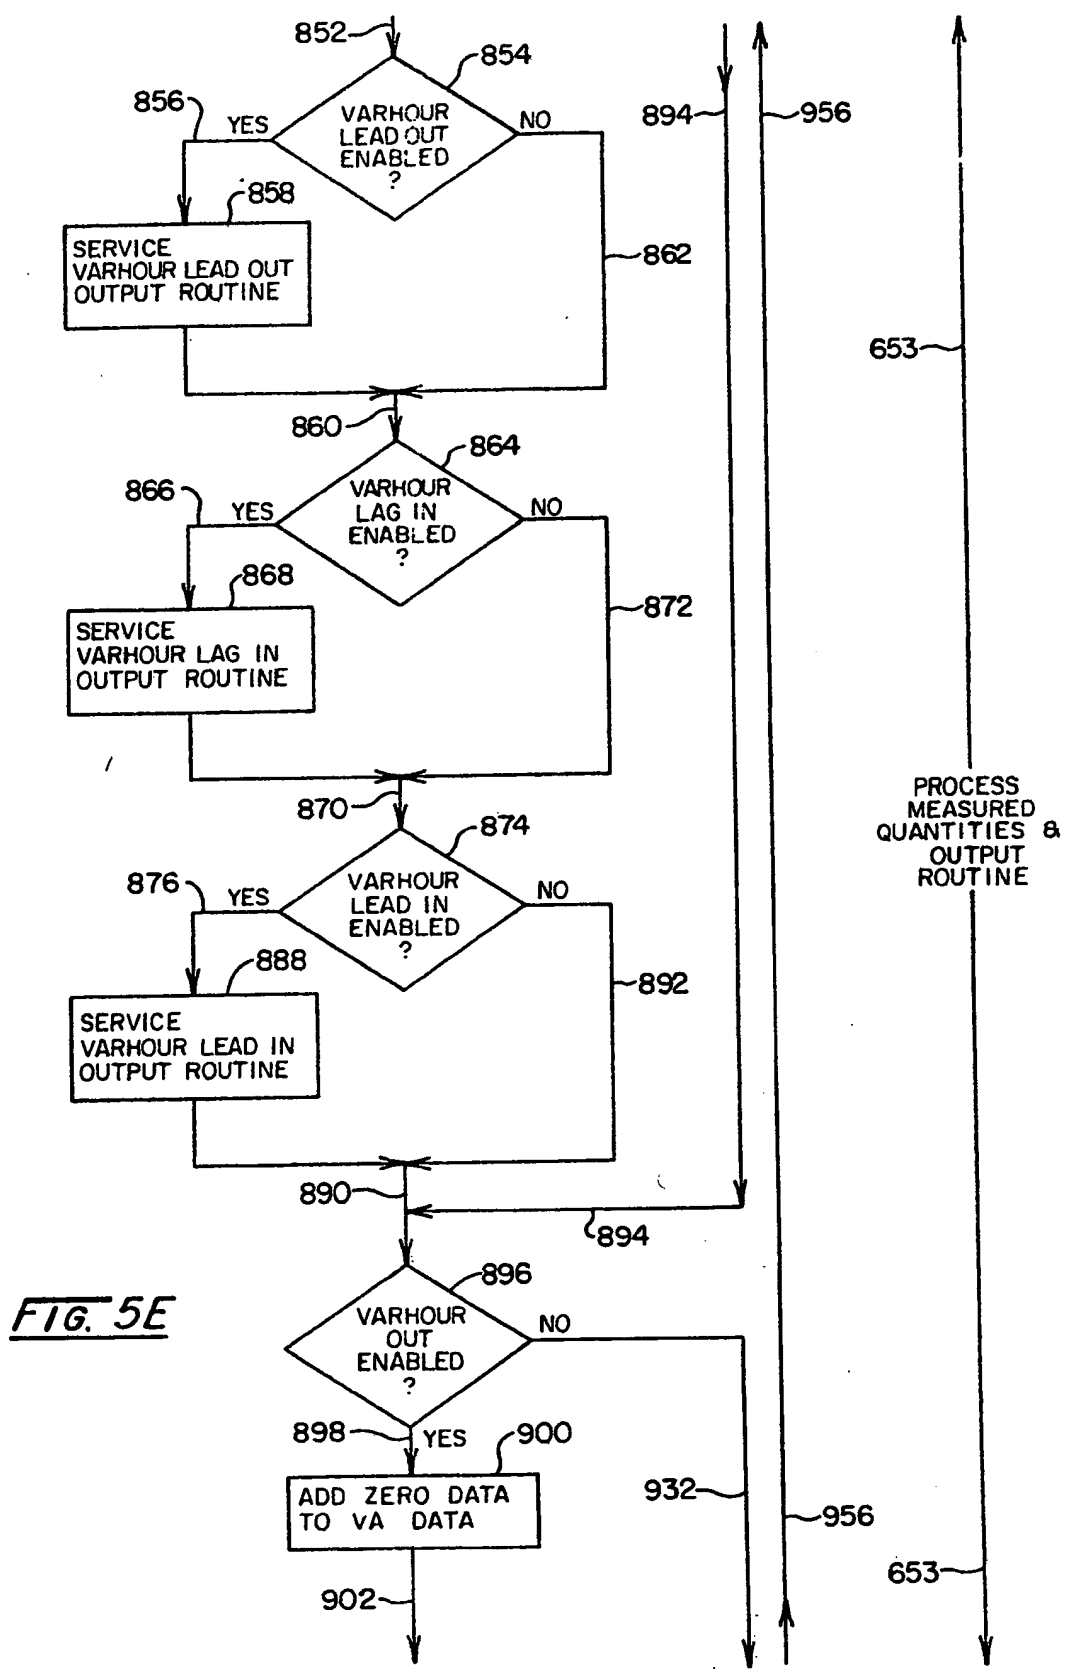 852
854
894
956
856
YES
VARHOUR
LEAD OUT
ENABLED
?
NO
858
SERVICE
VARHOUR LEAD OUT
OUTPUT ROUTINE
862
653
860
864
866
YES
VARHOUR
LAG IN
ENABLED
?
NO
868
SERVICE
VARHOUR LAG IN
OUTPUT ROUTINE
872
870
874
PROCESS
MEASURED
QUANTITIES &
OUTPUT
ROUTINE
876
YES
VARHOUR
LEAD IN
ENABLED
?
NO
888
SERVICE
VARHOUR LEAD IN
OUTPUT ROUTINE
892
890
894
896
FIG. 5E
VARHOUR
OUT
ENABLED
?
NO
898
YES
900
ADD ZERO DATA
TO VA DATA
932
956
902
653